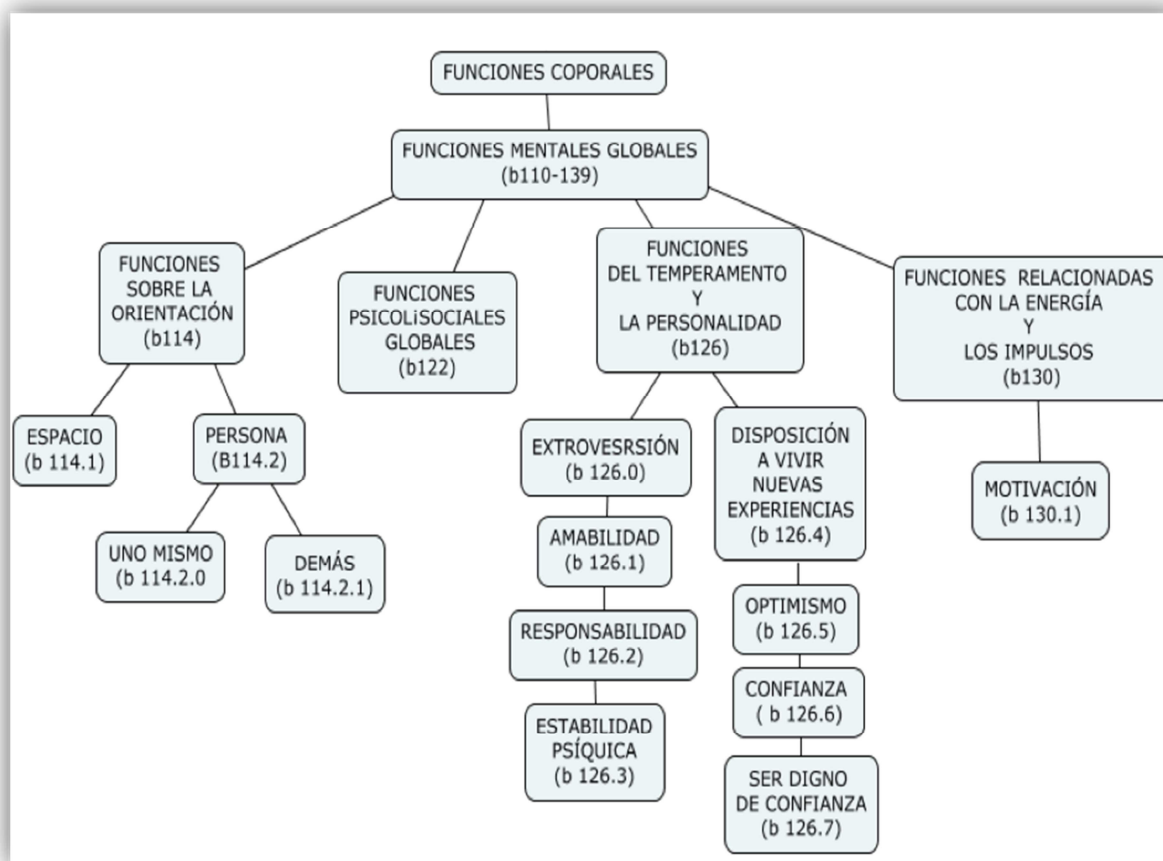 FUNCIONES COPORALES
FUNCIONES MENTALES GLOBALES
(b110-139)
FUNCIONES
SOBRE LA
ORIENTACIÓN
(b114)
FUNCIONES
PSICOLiSOCIALES
GLOBALES
(b122)
FUNCIONES
DEL TEMPERAMENTO
Y
LA PERSONALIDAD
(b126)
FUNCIONES RELACIONADAS
CON LA ENERGÍA
Y
LOS IMPULSOS
(b130)
ESPACIO
(b 114.1)
PERSONA
(B114.2)
UNO MISMO
(b 114.2.0
DEMÁS
(b 114.2.1)
EXTROVESRSIÓN
(b 126.0)
AMABILIDAD
(b 126.1)
RESPONSABILIDAD
(b 126.2)
ESTABILIDAD
PSÍQUICA
(b 126.3)
DISPOSICIÓN
A VIVIR
NUEVAS
EXPERIENCIAS
(b 126.4)
OPTIMISMO
(b 126.5)
CONFIANZA
( b 126.6)
SER DIGNO
DE CONFIANZA
(b 126.7)
MOTIVACIÓN
(b 130.1)